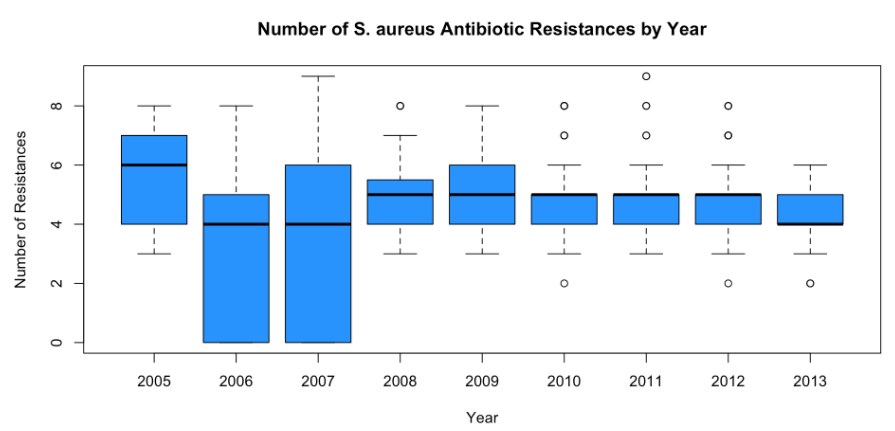 Number of S. aureus Antibiotic Resistances by Year
Number of Resistances
8
6
4
2
0
2005 2006 2007 2008 2009 2010 2011 2012 2013
Year